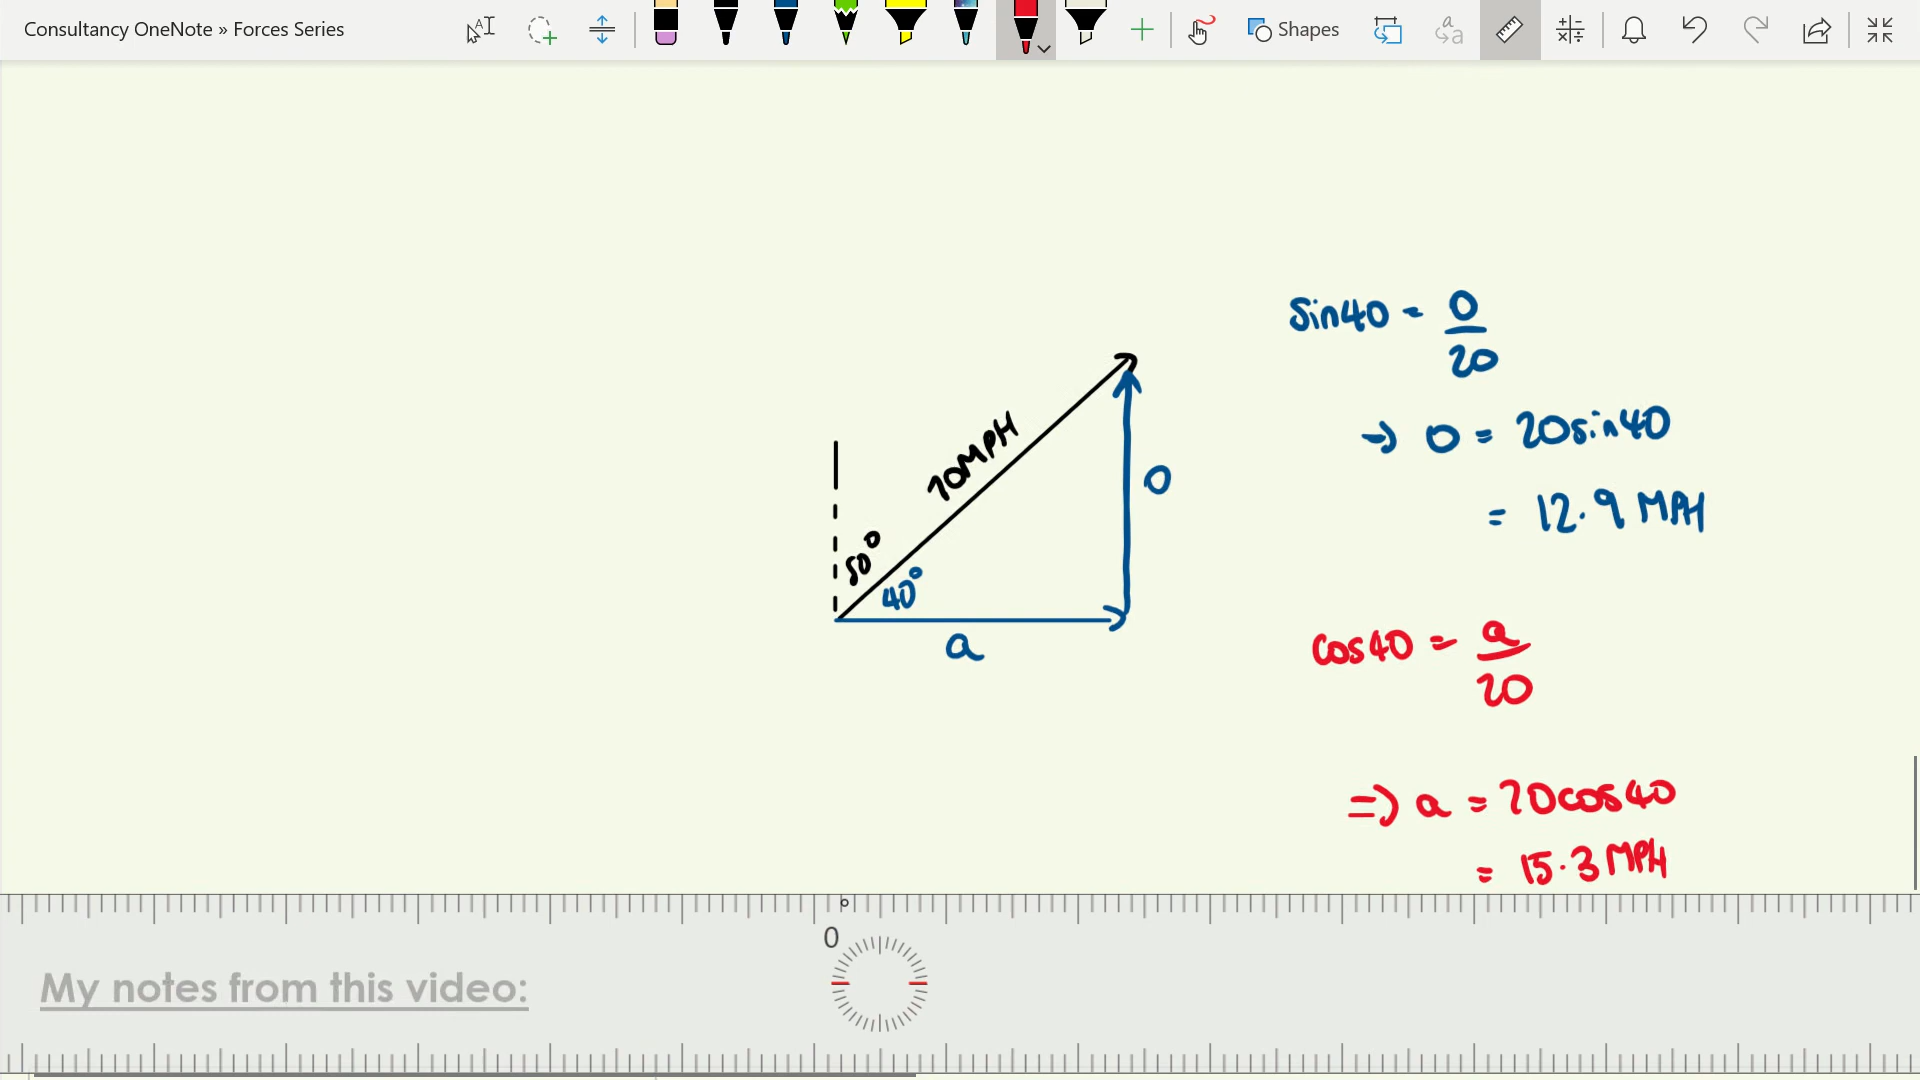 Consultancy OneNote » Forces Series
Shapes
20MPH
50°
40°
a
O
Sin40 = O/20
→ O = 20sin40
= 12.9 MPH
Cos40 = a/20
=> a = 20cos40
= 15.3 MPH
0
°
My notes from this video: